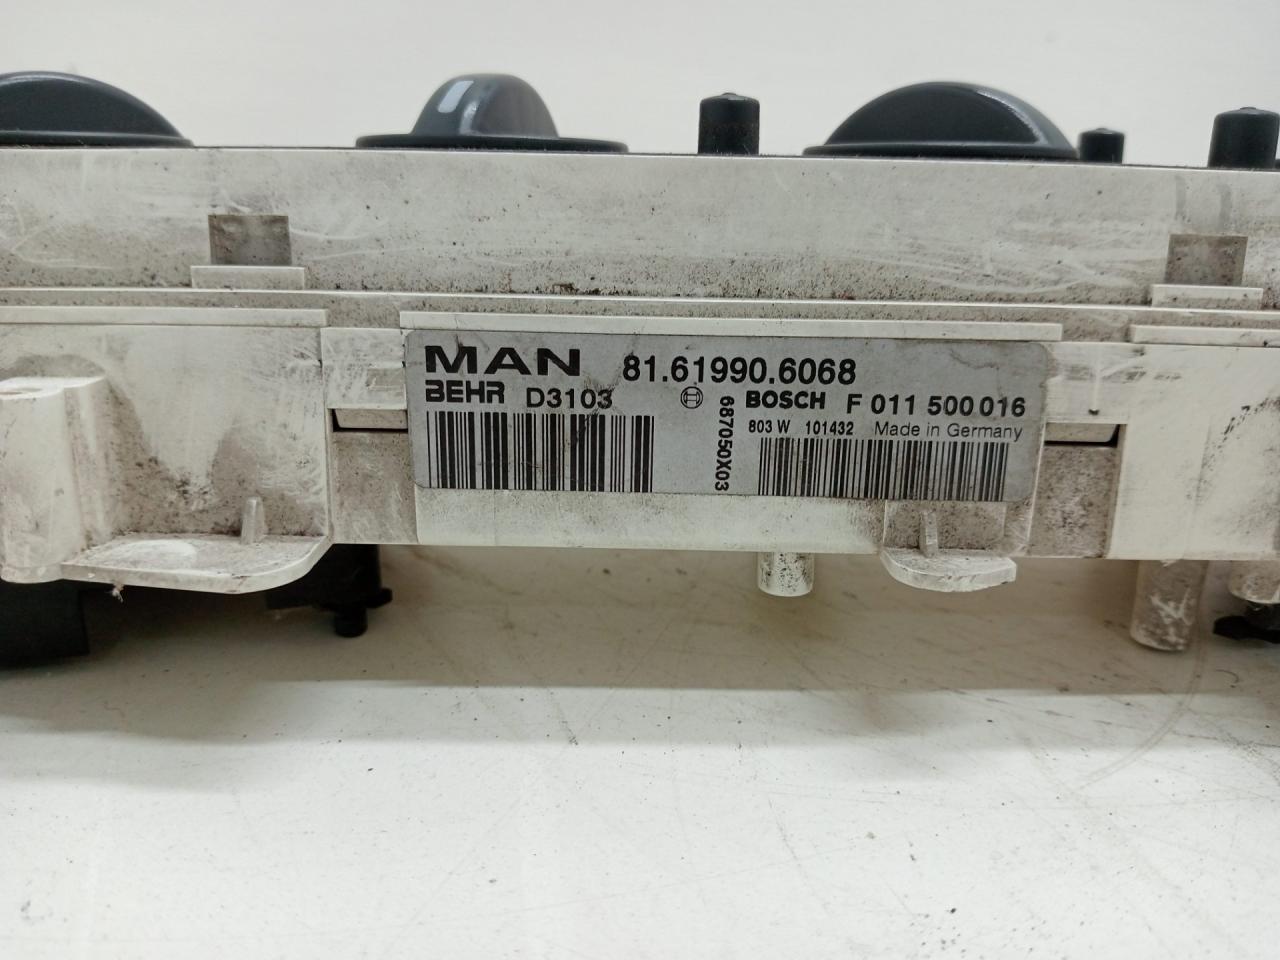 MAN 81.61990.6068
BEHR D3103 BOSCH F 011 500 016
803 W 101432 Made in Germany
687050X03